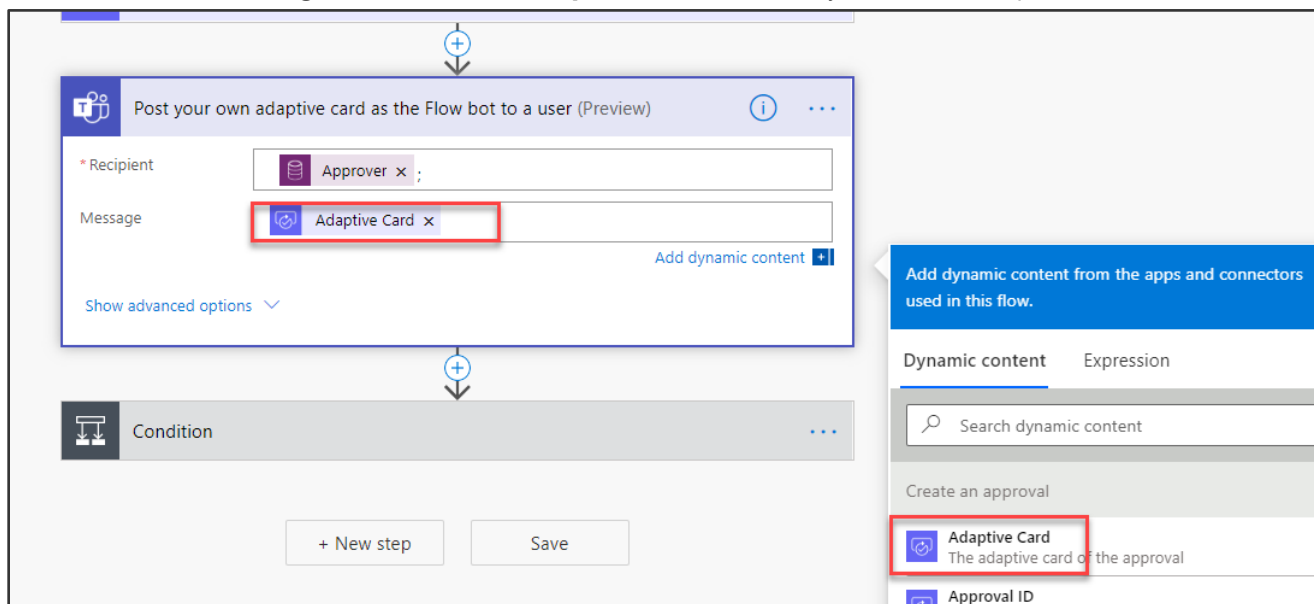 Post your own adaptive card as the Flow bot to a user (Preview)
* Recipient
Approver × ;
Message
Adaptive Card ×
Add dynamic content
Show advanced options
Condition
+ New step
Save
Add dynamic content from the apps and connectors
used in this flow.
Dynamic content
Expression
Search dynamic content
Create an approval
Adaptive Card
The adaptive card of the approval
Approval ID